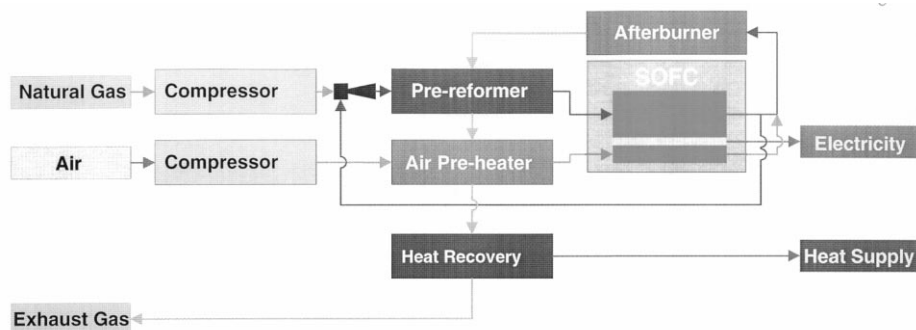 Afterburner
SOFC
Natural Gas
Compressor
Pre-reformer
Air
Compressor
Air Pre-heater
Electricity
Heat Recovery
Heat Supply
Exhaust Gas